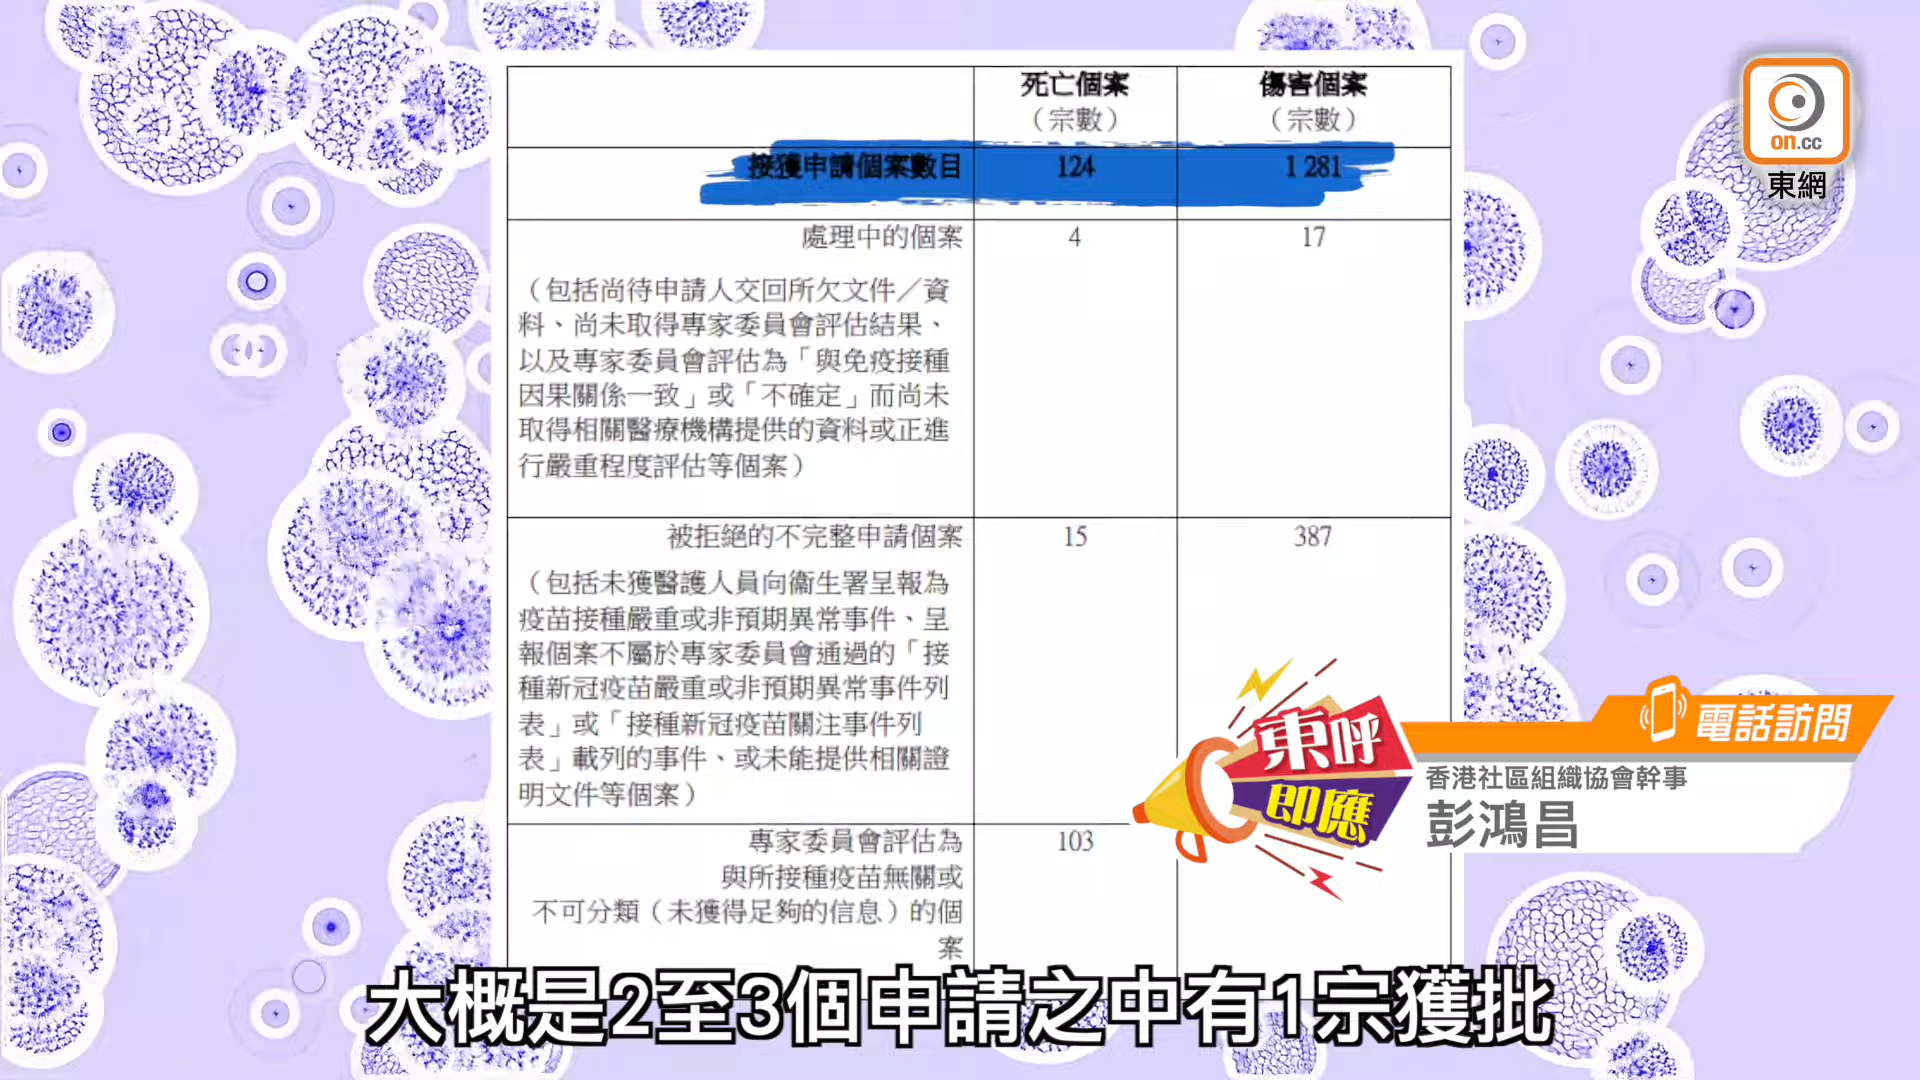 死亡個案
（宗數）
傷害個案
（宗數）
接獲申請個案數目
124
1 281
處理中的個案
4
17
（包括尚待申請人交回所欠文件／資
料、尚未取得專家委員會評估結果、
以及專家委員會評估為「與免疫接種
因果關係一致」或「不確定」而尚未
取得相關醫療機構提供的資料或正進
行嚴重程度評估等個案）
被拒絕的不完整申請個案
15
387
（包括未獲醫護人員向衞生署呈報為
疫苗接種嚴重或非預期異常事件、呈
報個案不屬於專家委員會通過的「接
種新冠疫苗嚴重或非預期異常事件列
表」或「接種新冠疫苗關注事件列
表」載列的事件、或未能提供相關證
明文件等個案）
專家委員會評估為
與所接種疫苗無關或
不可分類（未獲得足夠的信息）的個
案
103
on.cc
東網
東呼
即應
電話訪問
香港社區組織協會幹事
彭鴻昌
大概是2至3個申請之中有1宗獲批